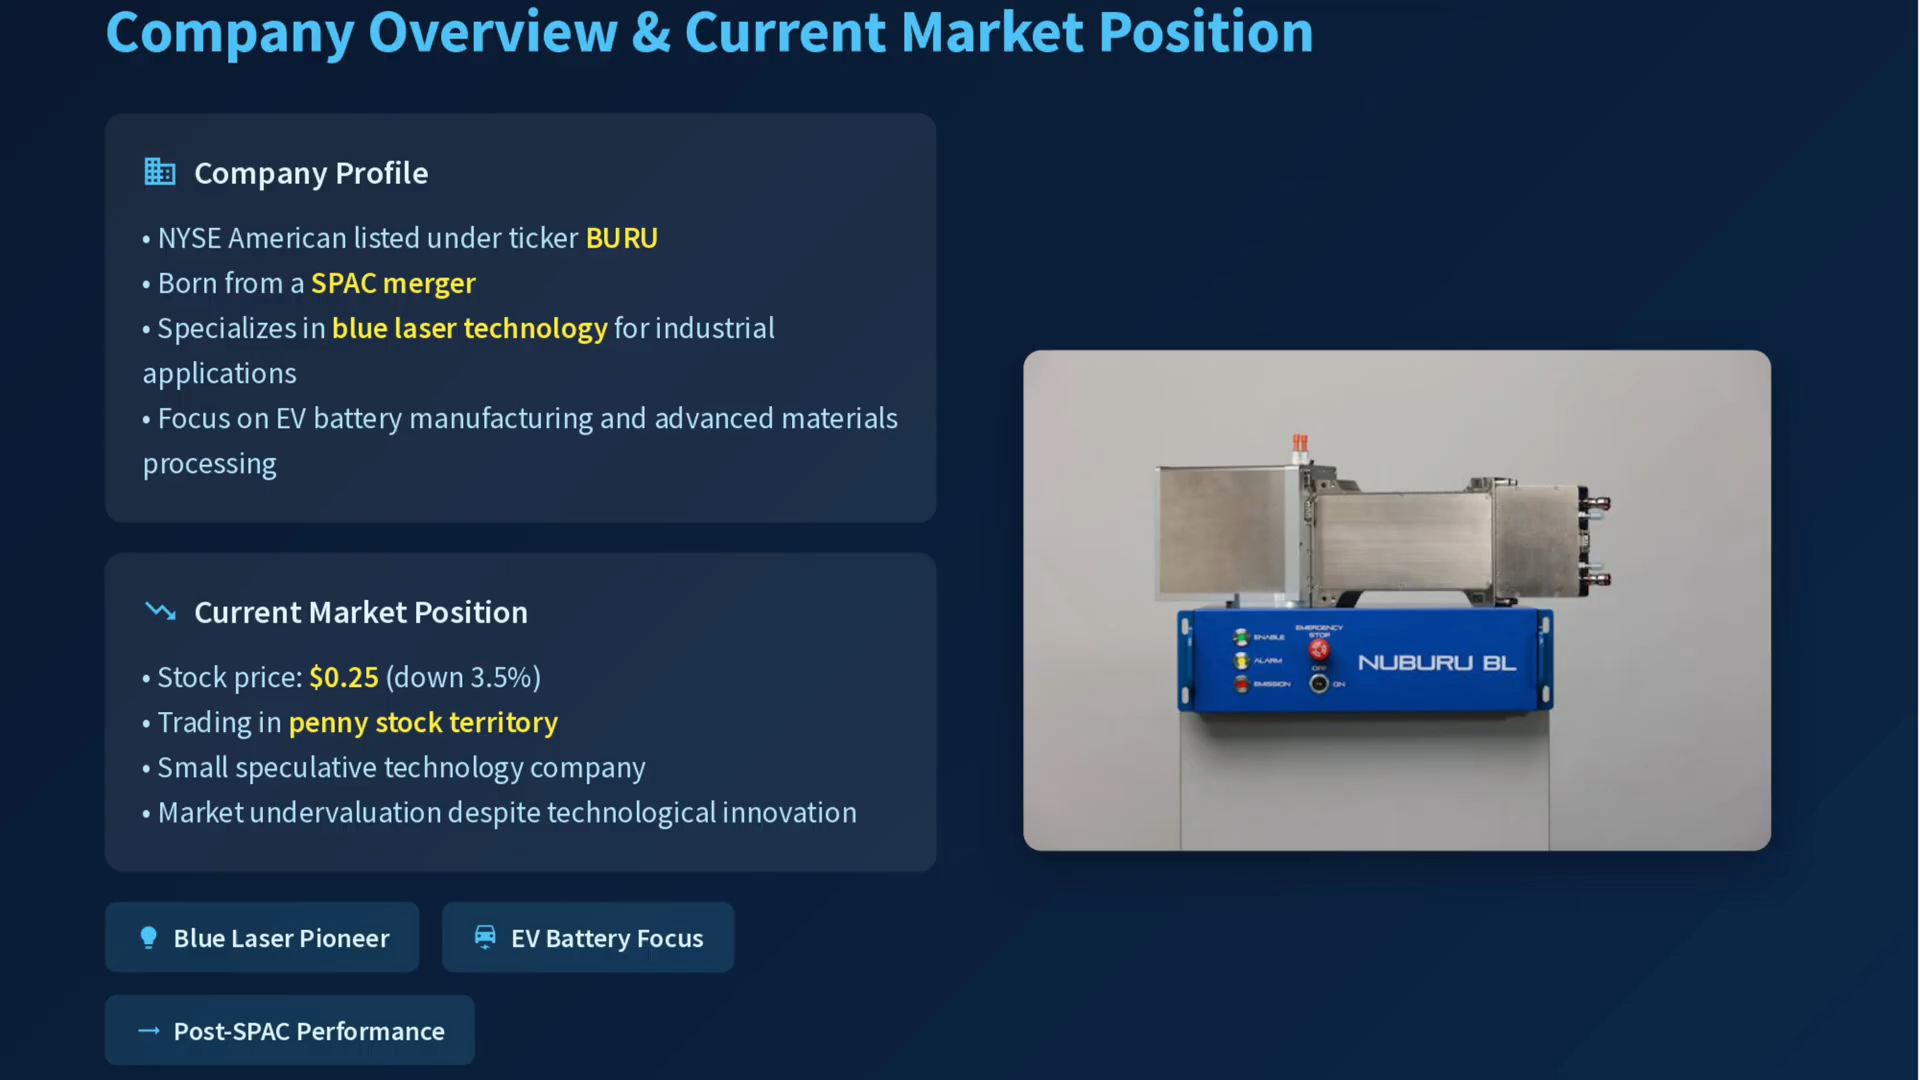 Company Overview & Current Market Position
Company Profile
• NYSE American listed under ticker BURU
• Born from a SPAC merger
• Specializes in blue laser technology for industrial
applications
• Focus on EV battery manufacturing and advanced materials
processing
Current Market Position
• Stock price: $0.25 (down 3.5%)
• Trading in penny stock territory
• Small speculative technology company
• Market undervaluation despite technological innovation
Blue Laser Pioneer
EV Battery Focus
Post-SPAC Performance
ENABLE
ALARM
EMISSION
EMERGENCY
STOP
OFF
ON
NUBURU BL